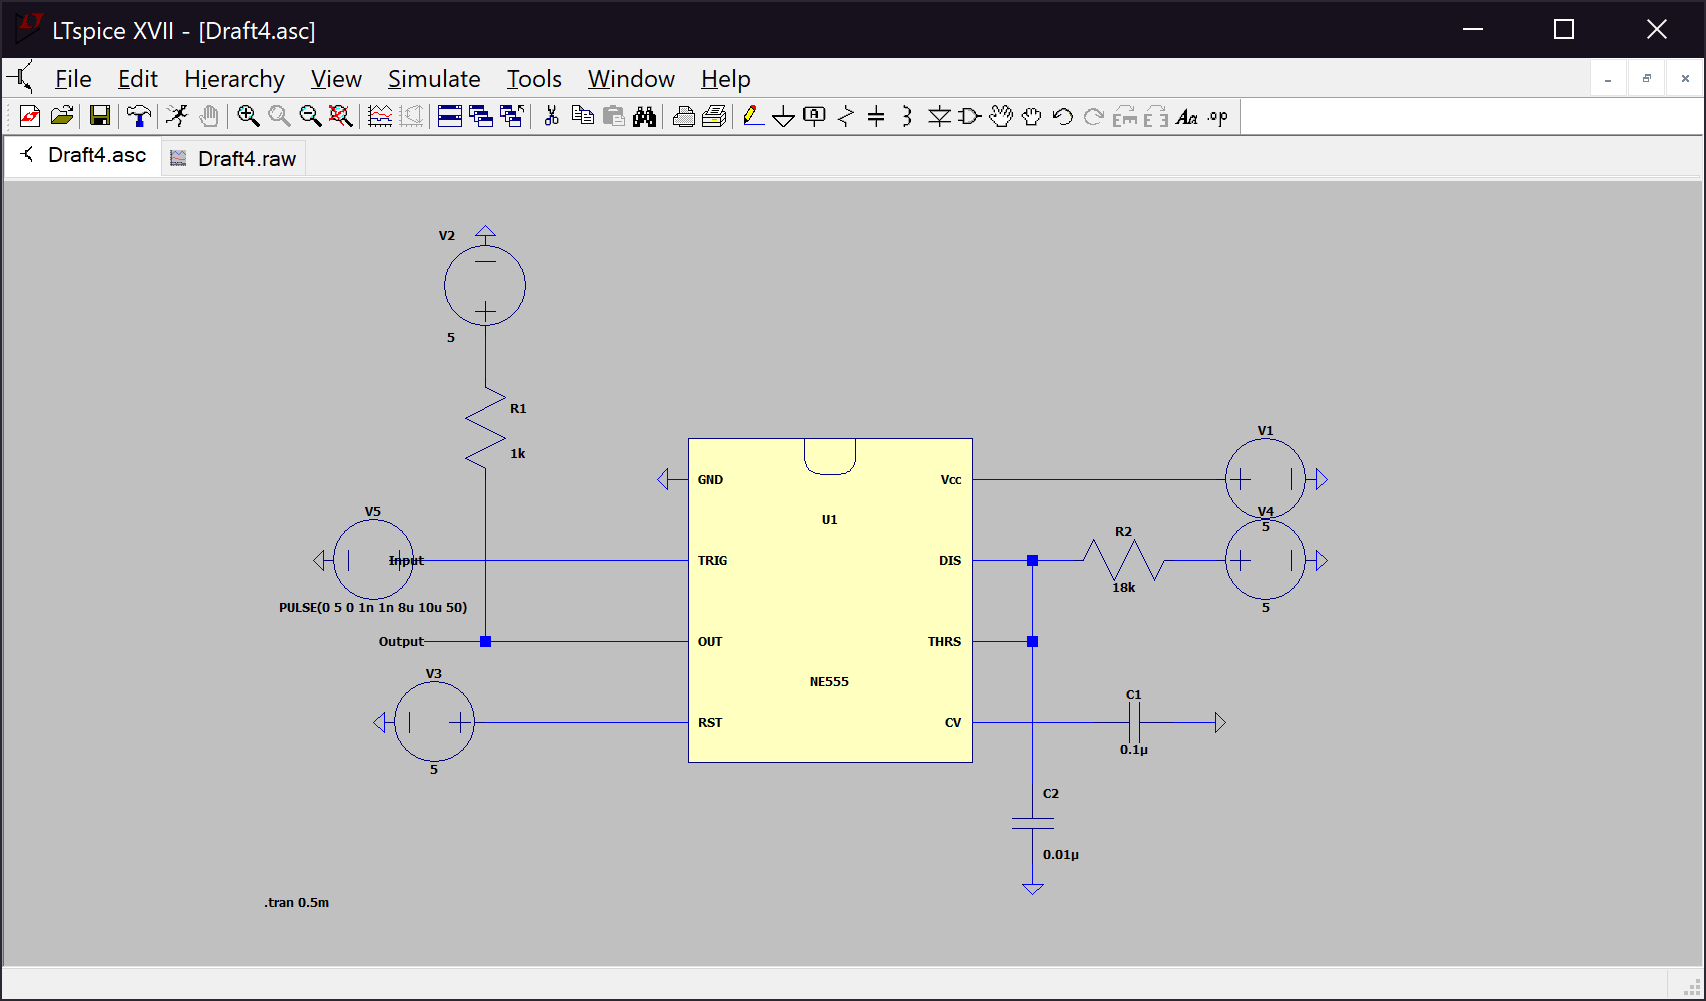 LTspice XVII - [Draft4.asc]
File Edit Hierarchy View Simulate Tools Window Help
Draft4.asc Draft4.raw
V2
5
R1
1k
V5
Input
PULSE(0 5 0 1n 1n 8u 10u 50)
Output
V3
5
GND
TRIG
OUT
RST
U1
NE555
Vcc
DIS
THRS
CV
V1
5
R2
18k
V4
5
C1
0.1µ
C2
0.01µ
.tran 0.5m